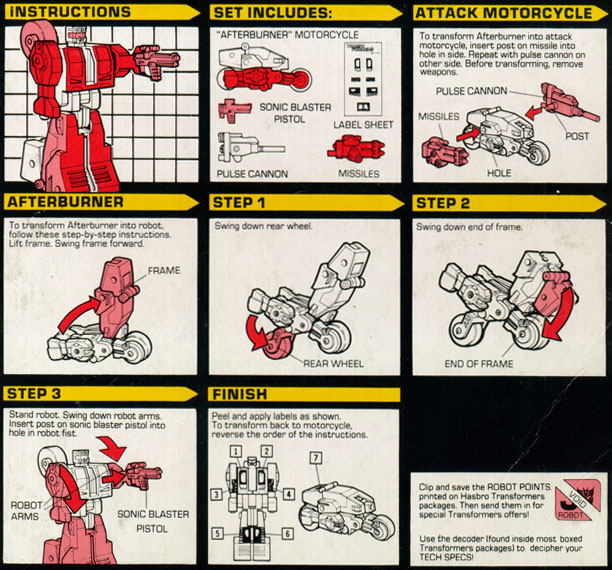 INSTRUCTIONS
SET INCLUDES:
"AFTERBURNER" MOTORCYCLE
SONIC BLASTER
PISTOL
LABEL SHEET
PULSE CANNON
MISSILES
ATTACK MOTORCYCLE
To transform Afterburner into attack
motorcycle, insert post on missile into
hole in side. Repeat with pulse cannon on
other side. Before transforming, remove
weapons.
PULSE CANNON
MISSILES
POST
HOLE
AFTERBURNER
To transform Afterburner into robot,
follow these step-by-step instructions.
Lift frame. Swing frame forward.
FRAME
STEP 1
Swing down rear wheel.
REAR WHEEL
STEP 2
Swing down end of frame.
END OF FRAME
STEP 3
Stand robot. Swing down robot arms.
Insert post on sonic blaster pistol into
hole in robot fist.
ROBOT
ARMS
SONIC BLASTER
PISTOL
FINISH
Peel and apply labels as shown.
To transform back to motorcycle,
reverse the order of the instructions.
1
2
7
3
4
5
6
Clip and save the ROBOT POINTS
printed on Hasbro Transformers
packages. Then send them in for
special Transformers offers!
VOID
ROBOT
Use the decoder (found inside most boxed
Transformers packages) to decipher your
TECH SPECS!